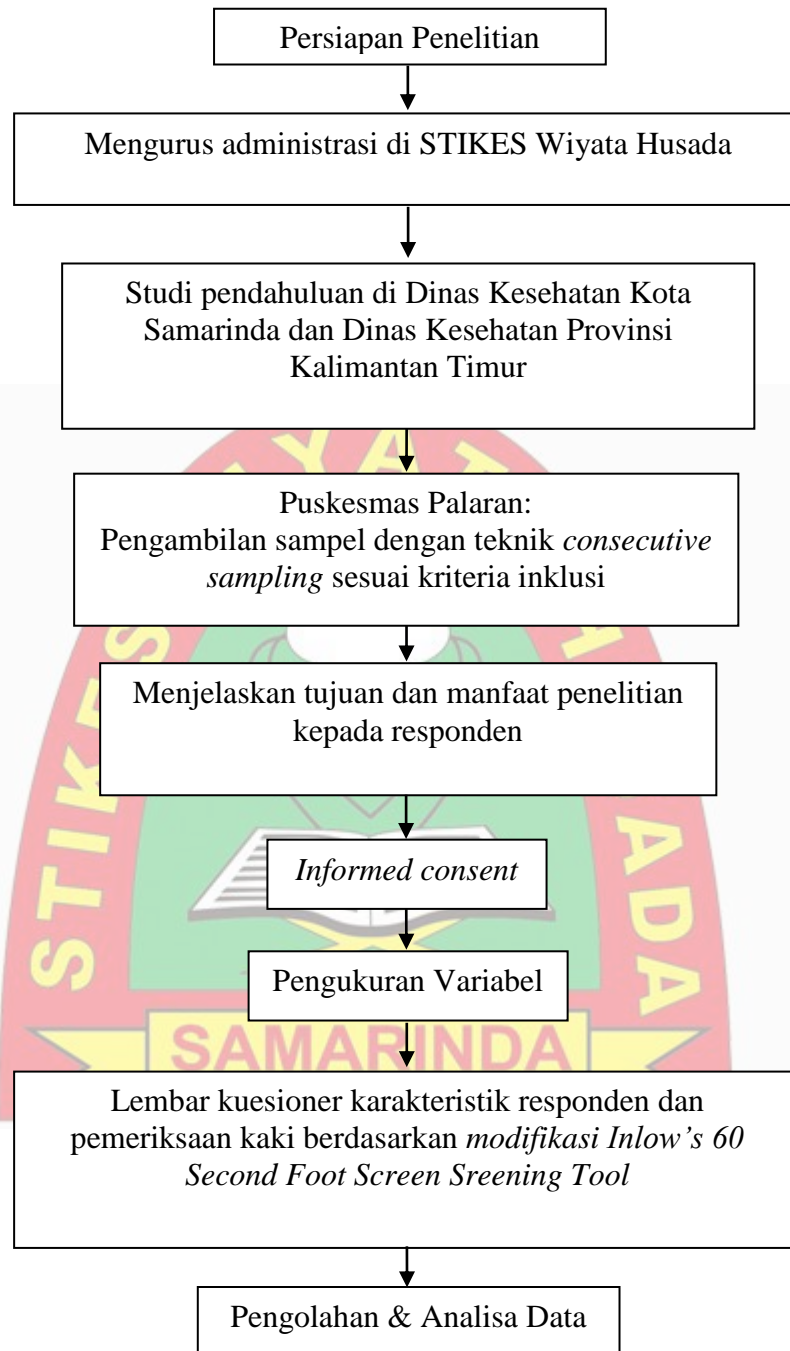 Persiapan Penelitian
Mengurus administrasi di STIKES Wiyata Husada
Studi pendahuluan di Dinas Kesehatan Kota
Samarinda dan Dinas Kesehatan Provinsi
Kalimantan Timur
Puskesmas Palaran:
Pengambilan sampel dengan teknik consecutive
sampling sesuai kriteria inklusi
Menjelaskan tujuan dan manfaat penelitian
kepada responden
Informed consent
Pengukuran Variabel
SAMARINDA
Lembar kuesioner karakteristik responden dan
pemeriksaan kaki berdasarkan modifikasi Inlow's 60
Second Foot Screen Sreening Tool
Pengolahan & Analisa Data